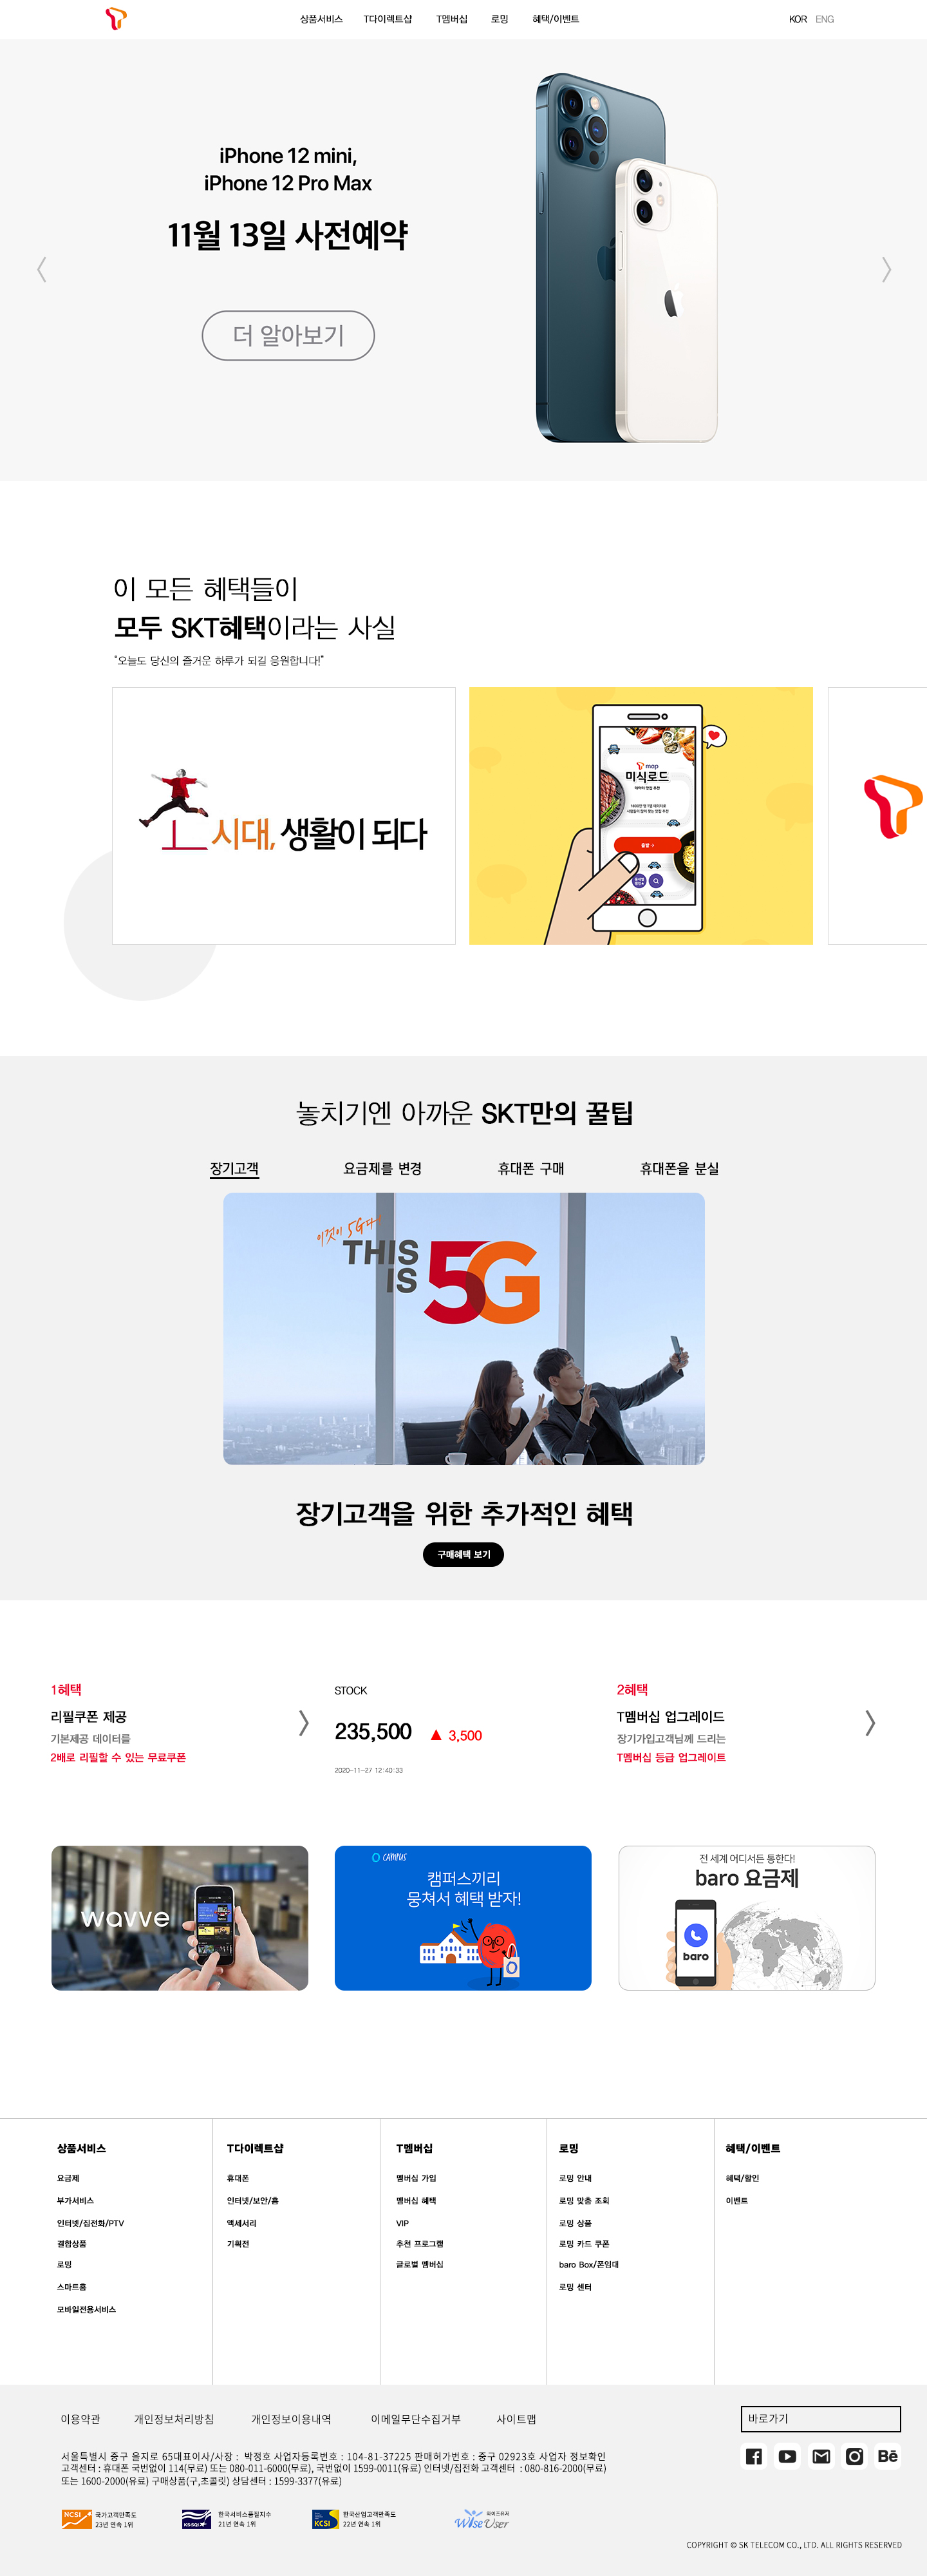 상품서비스 T다이렉트샵 T멤버십 로밍 혜택/이벤트 KOR ENG
iPhone 12 mini,
iPhone 12 Pro Max
11월 13일 사전예약
더 알아보기
이 모든 혜택들이
모두 SKT혜택이라는 사실
"오늘도 당신의 즐거운 하루가 되길 응원합니다!"
시대, 생활이 되다
T map
미식로드
출발
놓치기엔 아까운 SKT만의 꿀팁
장기고객 요금제를 변경 휴대폰 구매 휴대폰을 분실
이것이 5G다!
THIS
IS
5G
장기고객을 위한 추가적인 혜택
구매혜택 보기
1혜택
리필쿠폰 제공
기본제공 데이터를
2배로 리필할 수 있는 무료쿠폰
STOCK
235,500 ▲ 3,500
2020-11-27 12:40:33
2혜택
T멤버십 업그레이드
장기가입고객님께 드리는
T멤버십 등급 업그레이트
wavve
0 CAMPUS
캠퍼스끼리
뭉쳐서 혜택 받자!
전 세계 어디서든 통한다!
baro 요금제
baro
상품서비스
요금제
부가서비스
인터넷/집전화/PTV
결합상품
로밍
스마트홈
모바일전용서비스
T다이렉트샵
휴대폰
인터넷/보안/홈
액세서리
기획전
T멤버십
멤버십 가입
멤버십 혜택
VIP
추천 프로그램
글로벌 멤버십
로밍
로밍 안내
로밍 맞춤 조회
로밍 상품
로밍 카드 쿠폰
baro Box/폰임대
로밍 센터
혜택/이벤트
혜택/할인
이벤트
이용약관 개인정보처리방침 개인정보이용내역 이메일무단수집거부 사이트맵
바로가기
서울특별시 중구 을지로 65대표이사/사장 : 박정호 사업자등록번호 : 104-81-37225 판매허가번호 : 중구 02923호 사업자 정보확인
고객센터 : 휴대폰 국번없이 114(무료) 또는 080-011-6000(무료), 국번없이 1599-0011(유료) 인터넷/집전화 고객센터 : 080-816-2000(무료)
또는 1600-2000(유료) 구매상품(구,초콜릿) 상담센터 : 1599-3377(유료)
Bē
NCSI 국가고객만족도
23년 연속 1위
KS-SQI 한국서비스품질지수
21년 연속 1위
KCSI 한국산업고객만족도
22년 연속 1위
와이즈유저
WiseUser
COPYRIGHT © SK TELECOM CO., LTD. ALL RIGHTS RESERVED